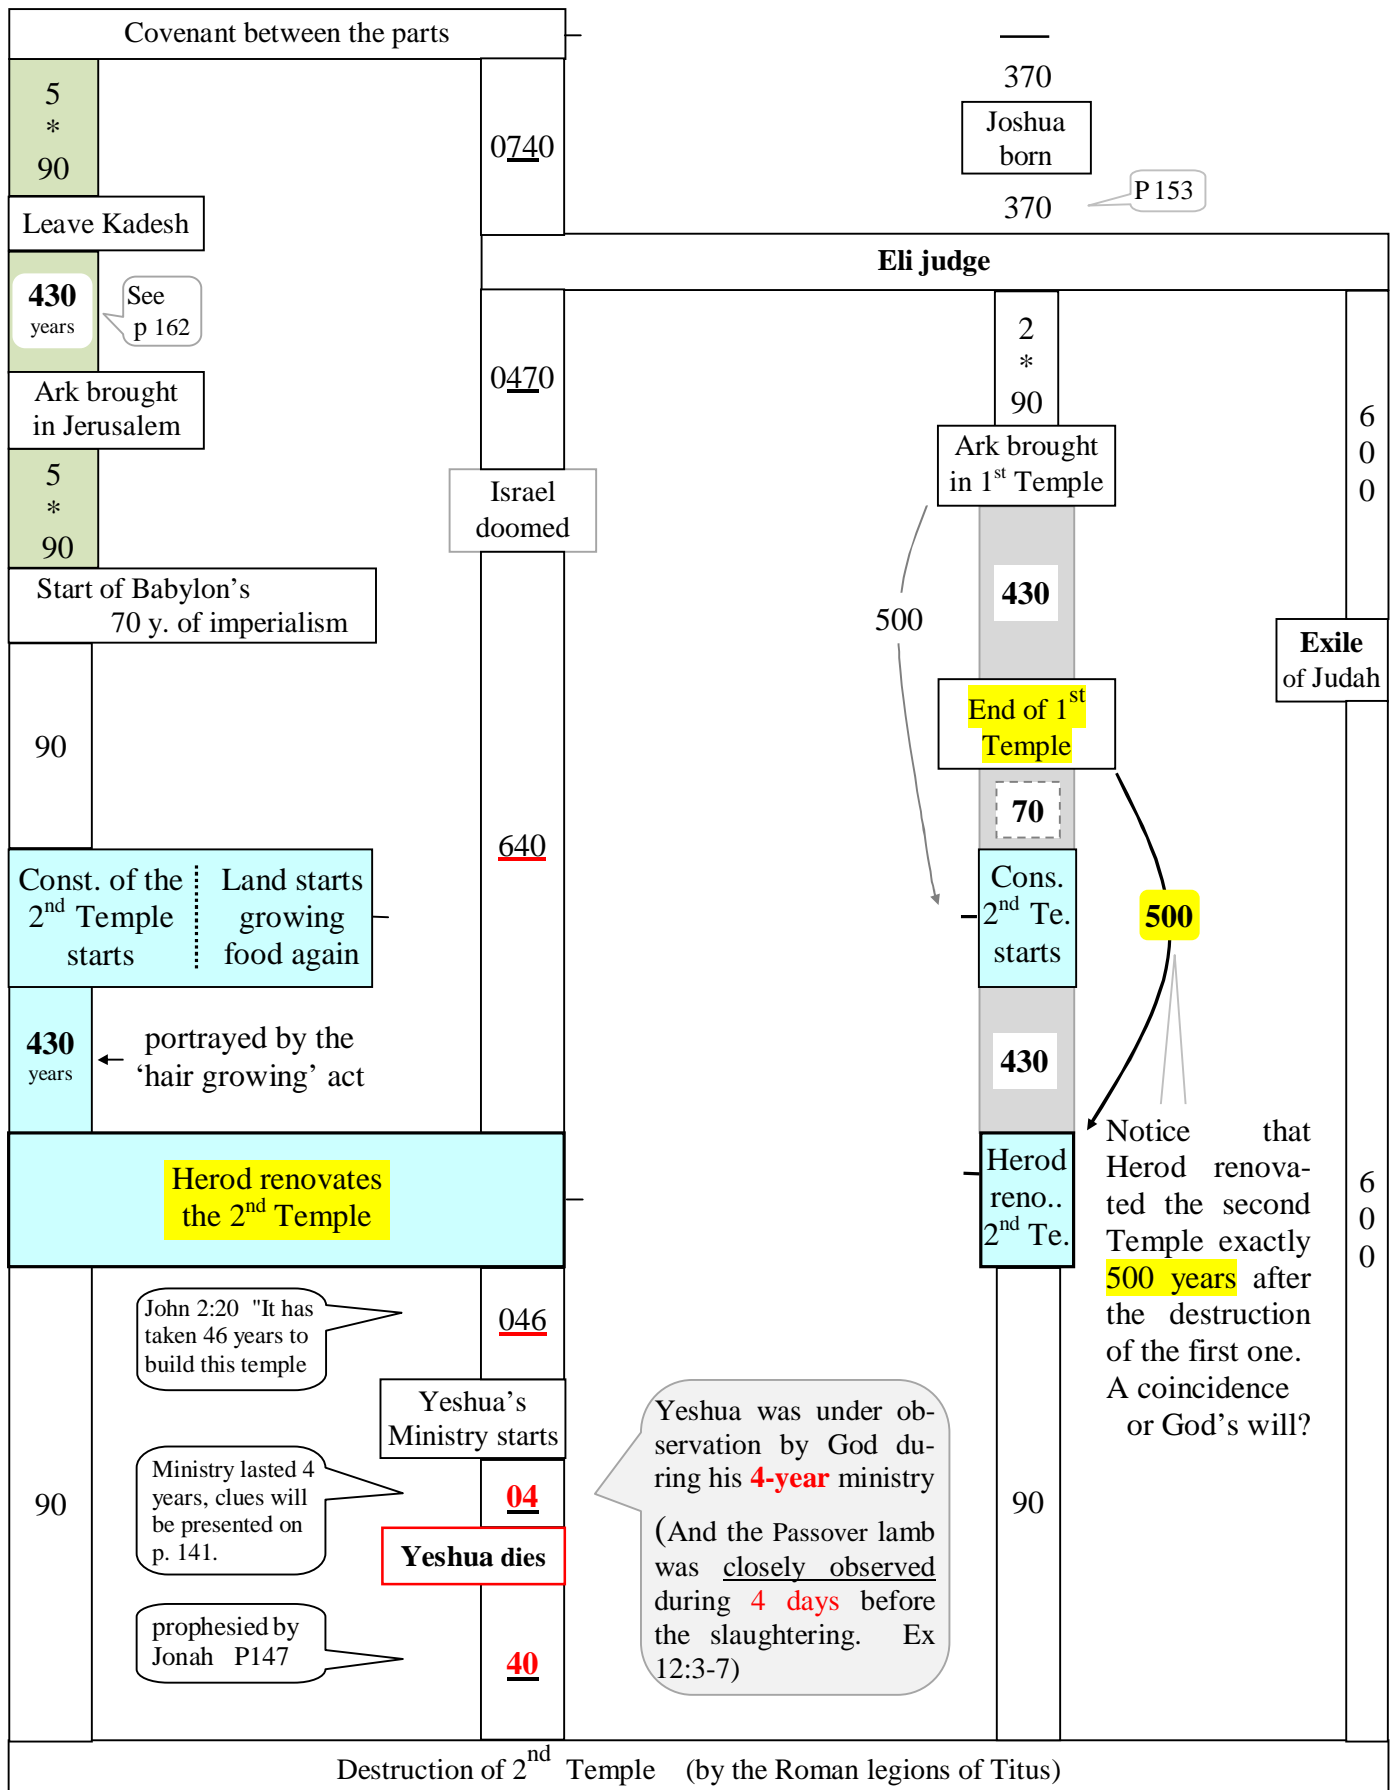 Covenant between the parts
5
*
90
0740
370
Joshua
born
370
P 153
Leave Kadesh
Eli judge
430
years
See
p 162
0470
2
*
90
6
0
0
Ark brought
in Jerusalem
Ark brought
in 1st Temple
5
*
90
Israel
doomed
500
430
Start of Babylon’s
70 y. of imperialism
Exile
of Judah
End of 1st
Temple
90
70
640
Const. of the
2nd Temple
starts
Land starts
growing
food again
Cons.
2nd Te.
starts
500
430
years
portrayed by the
‘hair growing’ act
430
Herod renovates
the 2nd Temple
Herod
reno..
2nd Te.
Notice that
Herod renova-
ted the second
Temple exactly
500 years after
the destruction
of the first one.
A coincidence
or God’s will?
6
0
0
John 2:20 "It has
taken 46 years to
build this temple
046
Yeshua’s
Ministry starts
Ministry lasted 4
years, clues will
be presented on
p. 141.
04
Yeshua was under ob-
servation by God du-
ring his 4-year ministry
(And the Passover lamb
was closely observed
during 4 days before
the slaughtering. Ex
12:3-7)
90
90
Yeshua dies
prophesied by
Jonah P147
40
Destruction of 2nd Temple (by the Roman legions of Titus)